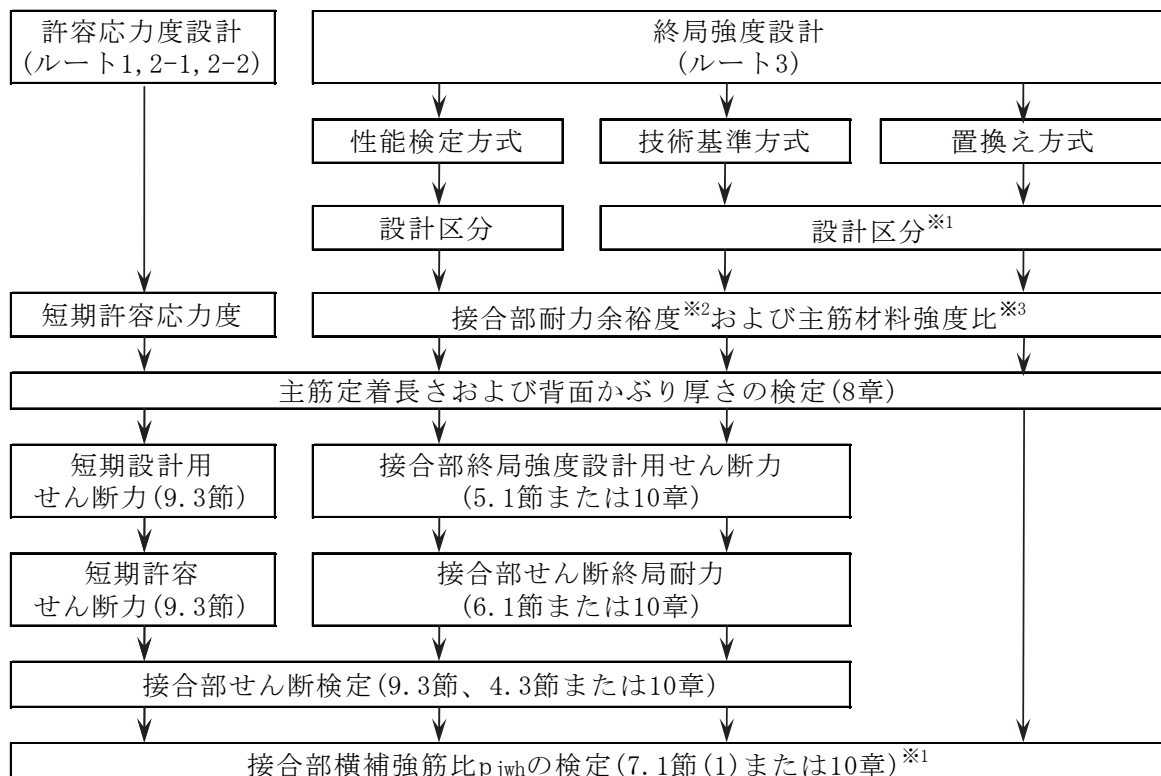 許容応力度設計
(ルート1,2-1,2-2)
終局強度設計
(ルート3)
性能検定方式
技術基準方式
置換え方式
設計区分
設計区分※1
短期許容応力度
接合部耐力余裕度※2および主筋材料強度比※3
主筋定着長さおよび背面かぶり厚さの検定(8章)
短期設計用
せん断力(9.3節)
接合部終局強度設計用せん断力
(5.1節または10章)
短期許容
せん断力(9.3節)
接合部せん断終局耐力
(6.1節または10章)
接合部せん断検定(9.3節、4.3節または10章)
接合部横補強筋比pjwhの検定(7.1節(1)または10章)※1